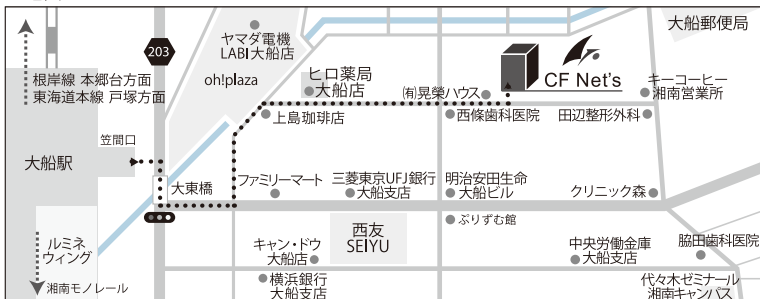 大船郵便局
203
ヤマダ電機
LABI大船店
oh!plaza
CF Net's
根岸線 本郷台方面
東海道本線 戸塚方面
ヒロ薬局
大船店
㈲晃榮ハウス
キーコーヒー
湘南営業所
上島珈琲店
西條歯科医院
田辺整形外科
笠間口
大船駅
大東橋
ファミリーマート
三菱東京UFJ銀行
大船支店
明治安田生命
大船ビル
クリニック森
ぷりずむ館
ルミネ
ウィング
西友
SEIYU
キャン・ドゥ
大船店
中央労働金庫
大船支店
脇田歯科医院
横浜銀行
大船支店
代々木ゼミナール
湘南キャンパス
湘南モノレール